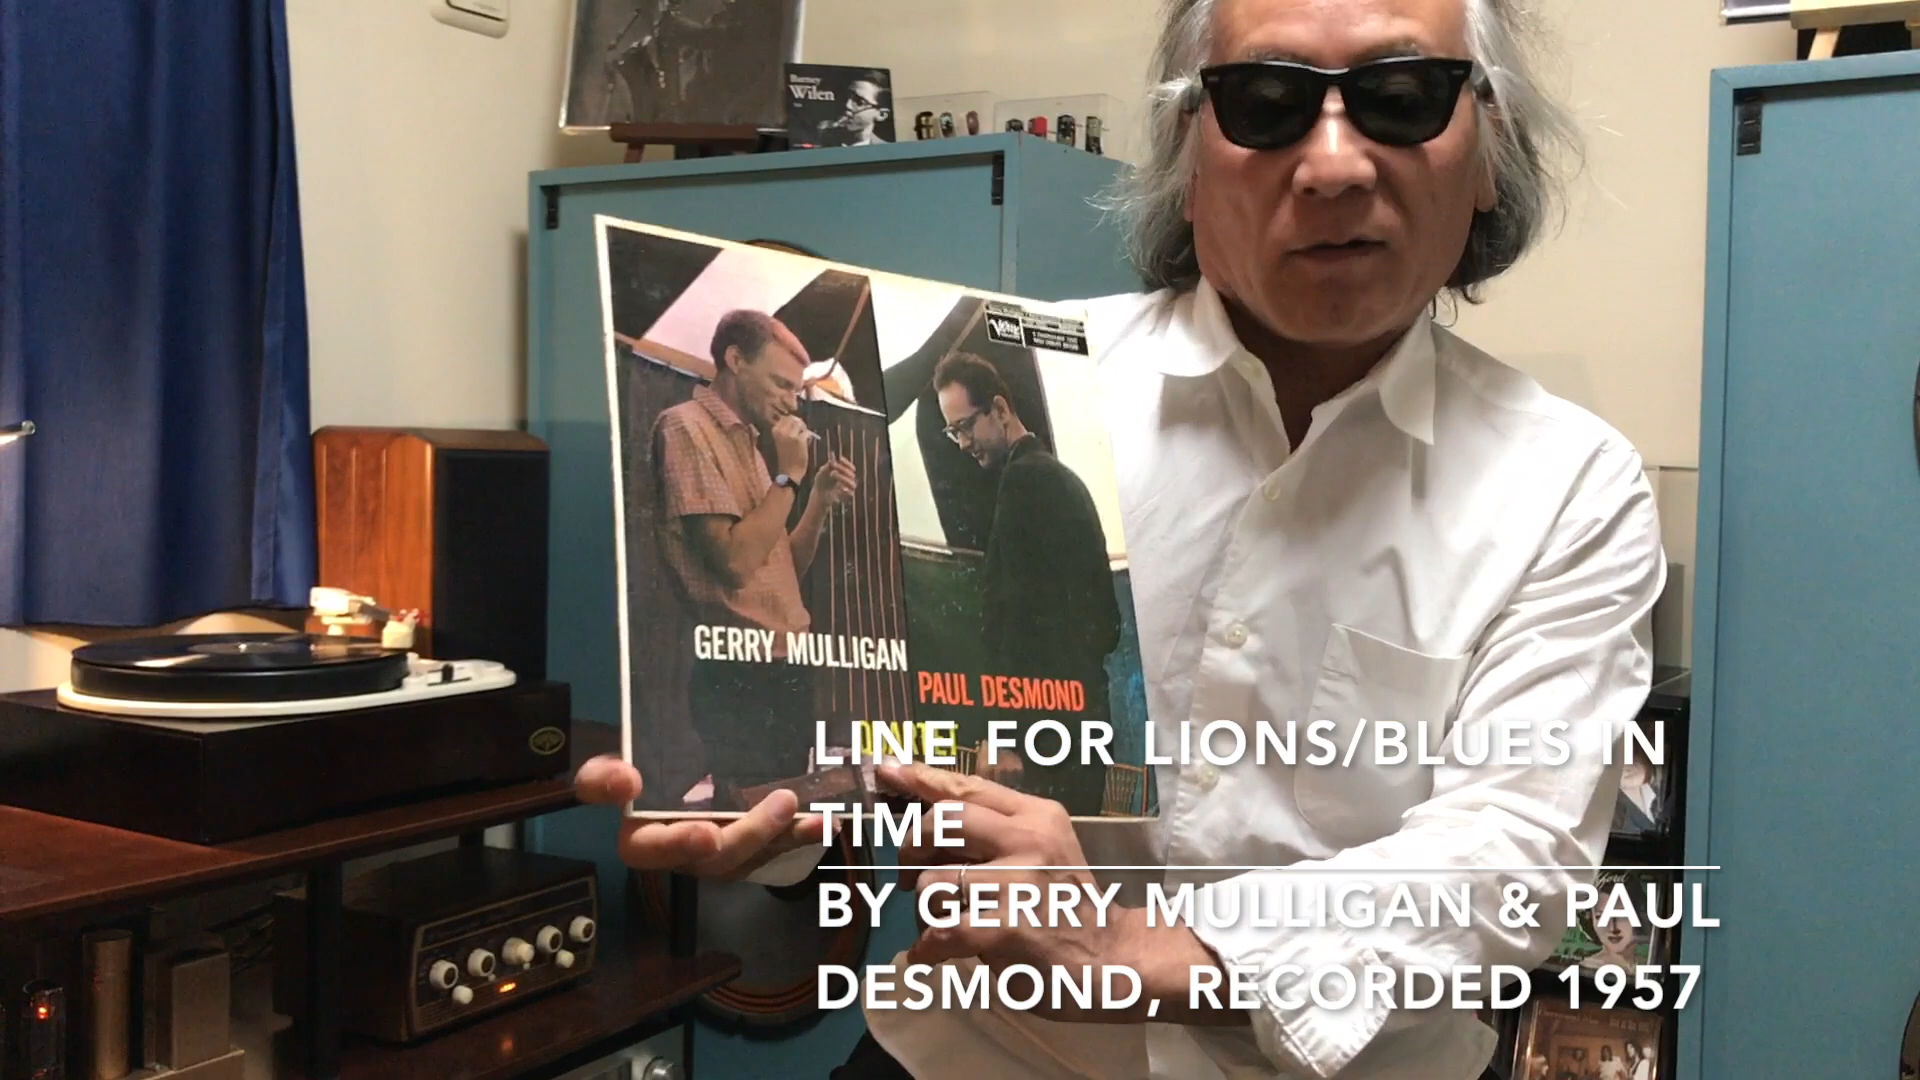 Barney
Wilen
Verve
GERRY MULLIGAN
PAUL DESMOND
QUARTET
LINE FOR LIONS/BLUES IN
TIME
BY GERRY MULLIGAN & PAUL
DESMOND, RECORDED 1957